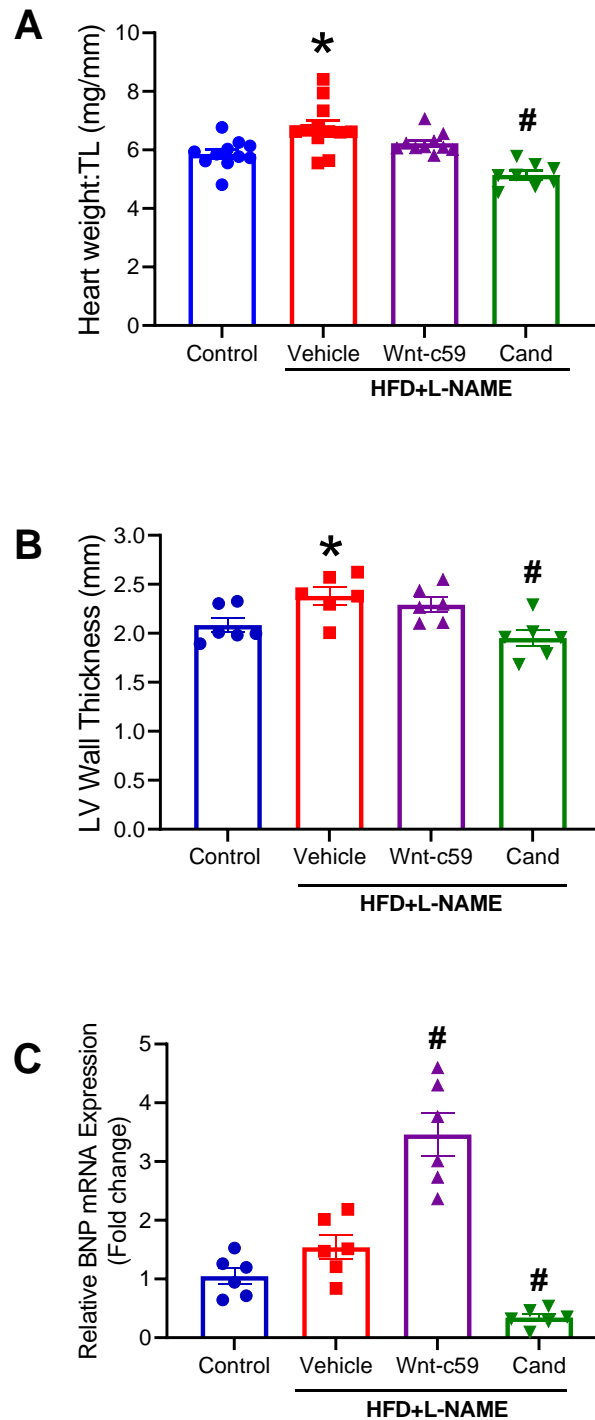 A
Heart weight:TL (mg/mm)
10
8
6
4
2
0
*
#
Control Vehicle Wnt-c59 Cand
HFD+L-NAME
B
LV Wall Thickness (mm)
3.0
2.5
2.0
1.5
1.0
0.5
0.0
*
#
Control Vehicle Wnt-c59 Cand
HFD+L-NAME
C
Relative BNP mRNA Expression
(Fold change)
5
4
3
2
1
0
#
#
Control Vehicle Wnt-c59 Cand
HFD+L-NAME